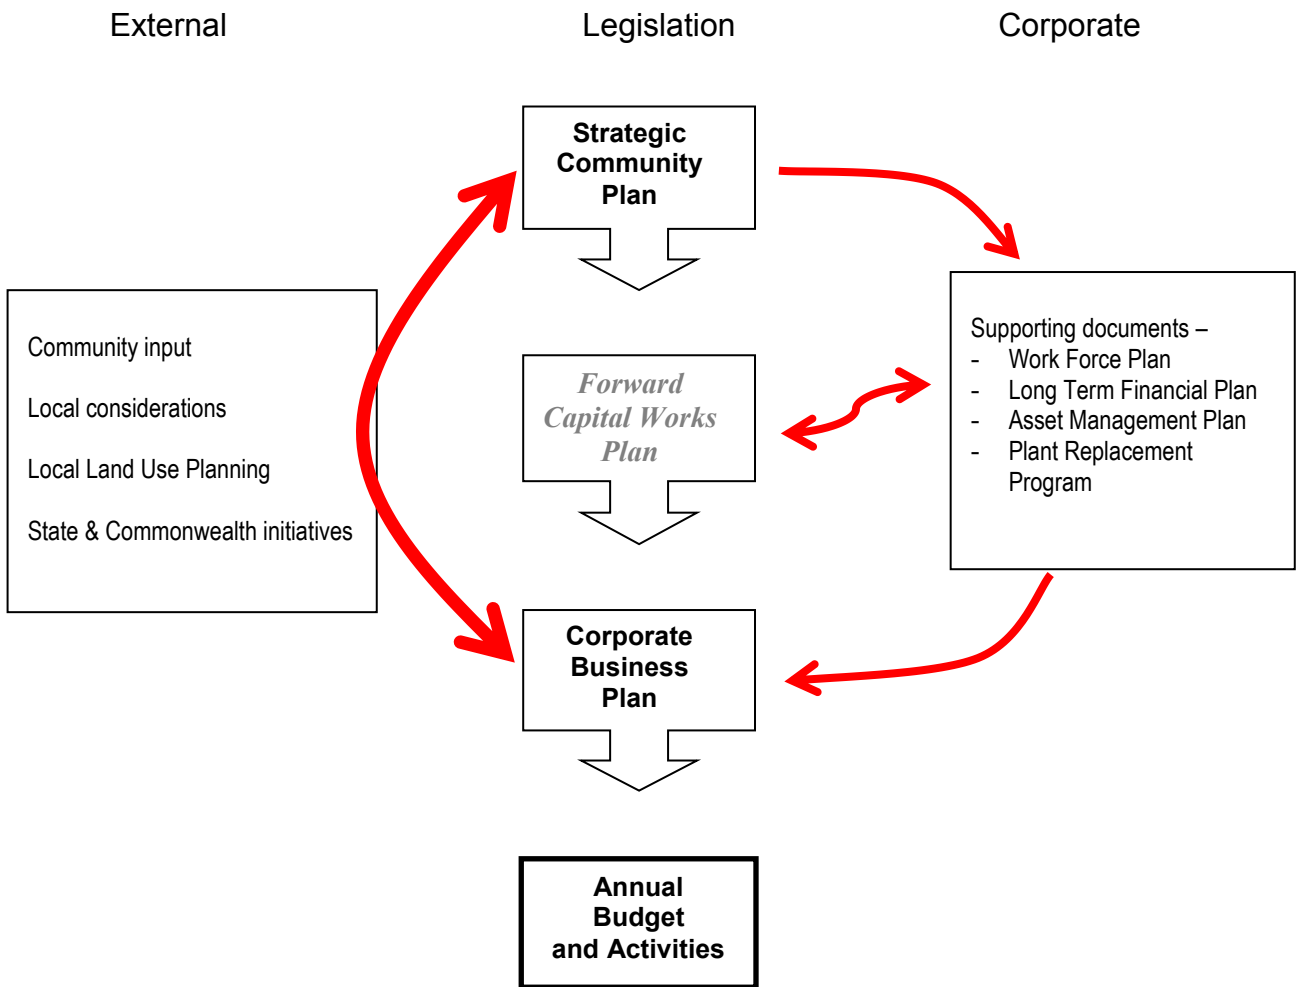 External
Legislation
Corporate
Strategic
Community
Plan
Community input
Local considerations
Local Land Use Planning
State & Commonwealth initiatives
Forward
Capital Works
Plan
Supporting documents –
- Work Force Plan
- Long Term Financial Plan
- Asset Management Plan
- Plant Replacement
Program
Corporate
Business
Plan
Annual
Budget
and Activities